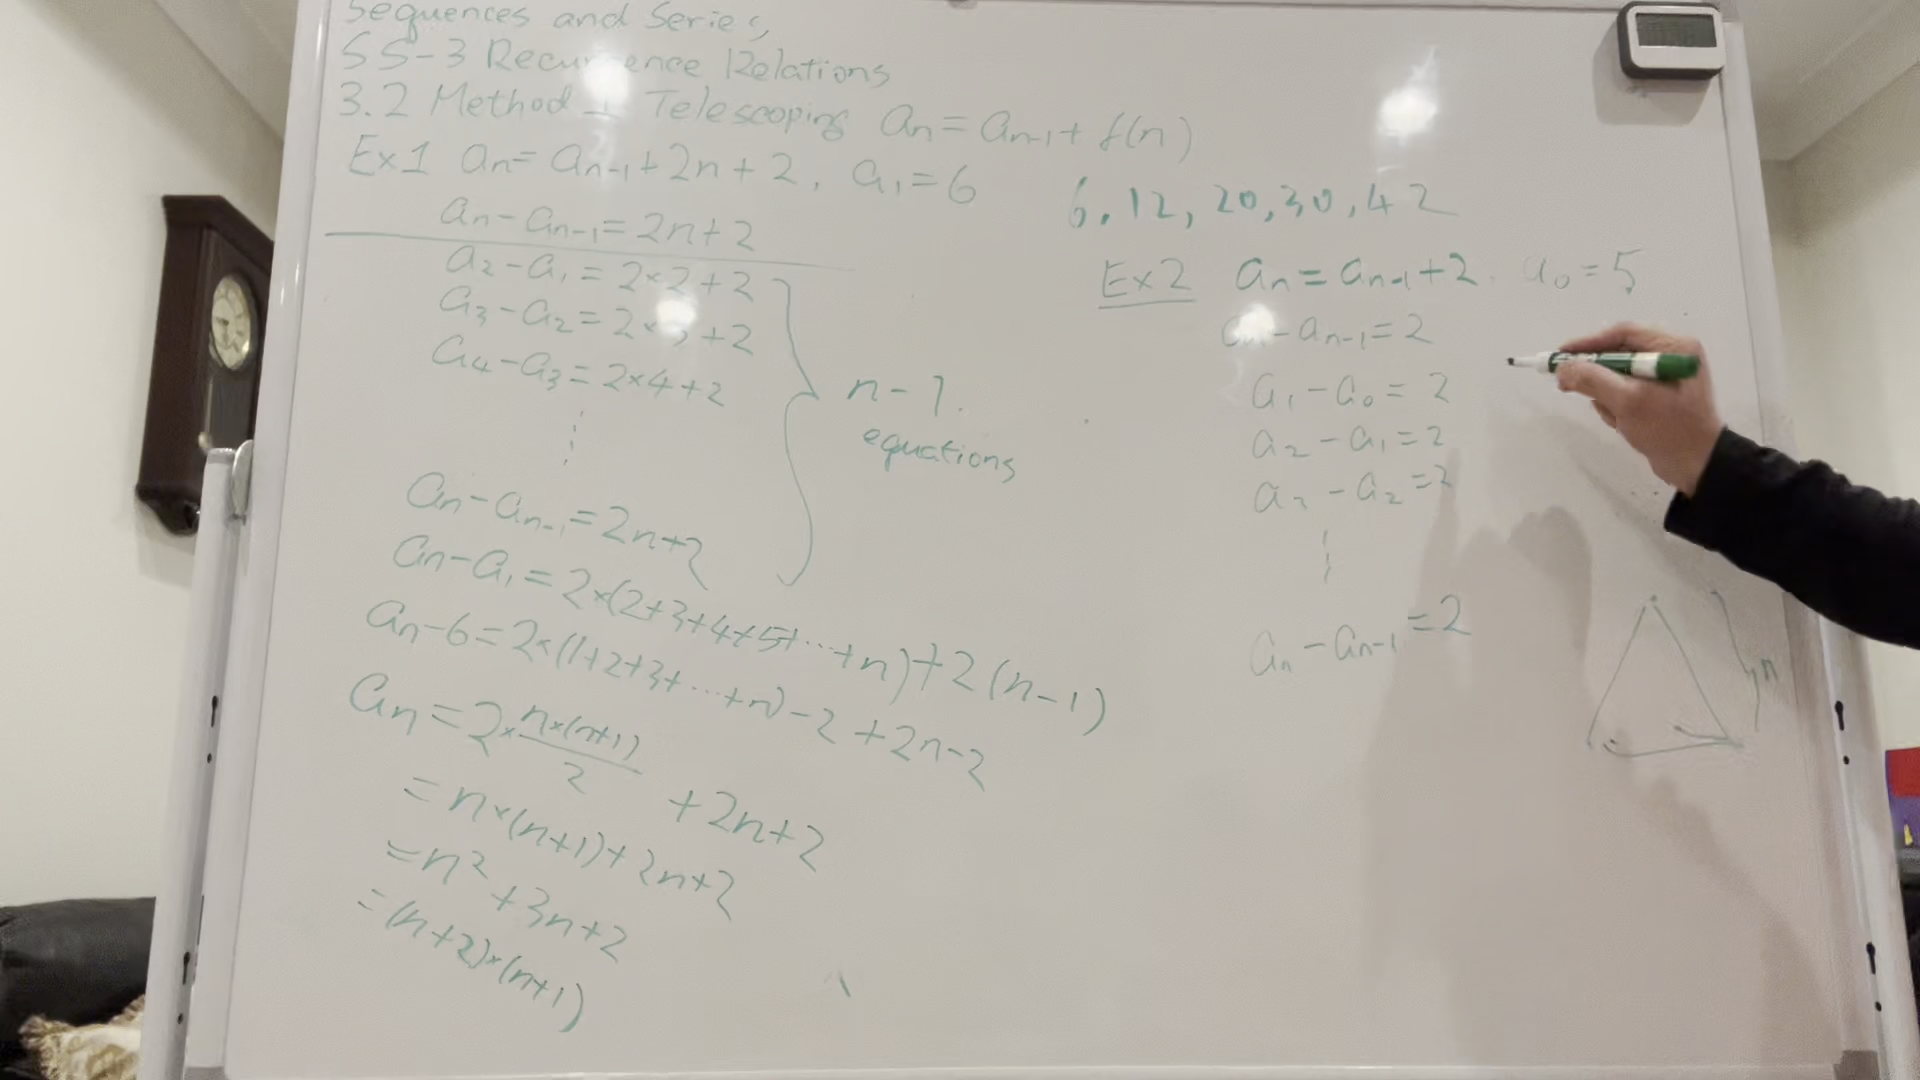 Sequences and Series
SS-3 Recurrence Relations
3.2 Method 1 Telescoping an = an-1 + f(n)
Ex1 an = an-1 + 2n + 2, a1 = 6
6, 12, 20, 30, 42
an - an-1 = 2n + 2
a2 - a1 = 2×2 + 2
a3 - a2 = 2×3 + 2
a4 - a3 = 2×4 + 2
n-1
equations
an - an-1 = 2n+2
an - a1 = 2×(2+3+4+5+...+n)+2(n-1)
an - 6 = 2×(1+2+3+...+n)-2+2n-2
an = 2× n×(n+1)/2 + 2n+2
= n×(n+1)+2n+2
= n² + 3n+2
= (n+2)×(n+1)
Ex2 an = an-1 + 2. a0 = 5
an - an-1 = 2
a1 - a0 = 2
a2 - a1 = 2
a3 - a2 = 2
an - an-1 = 2
n